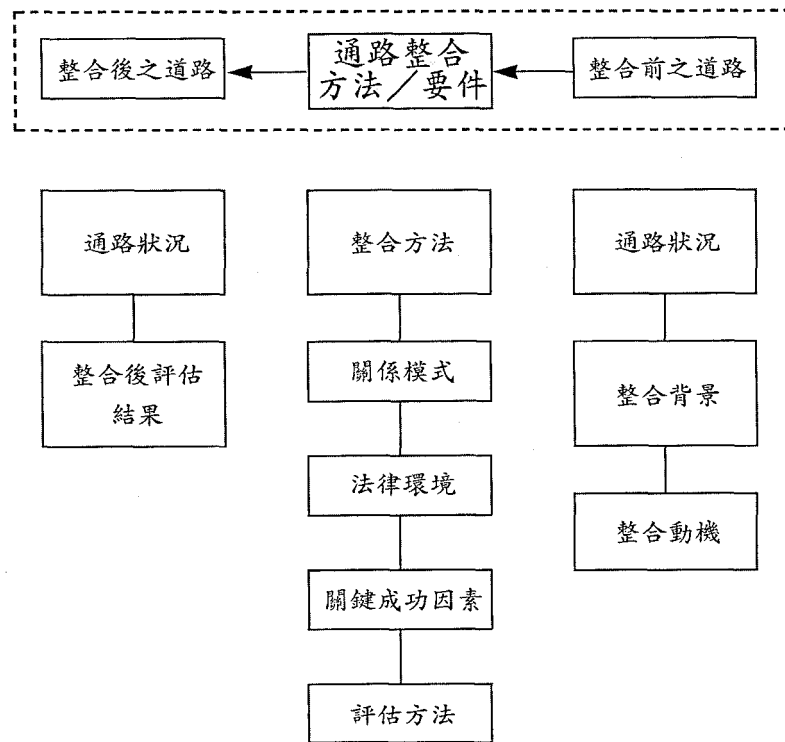 整合後之道路
通路整合
方法／要件
整合前之道路
通路狀況
整合方法
通路狀況
整合後評估
結果
關係模式
整合背景
法律環境
整合動機
關鍵成功因素
評估方法